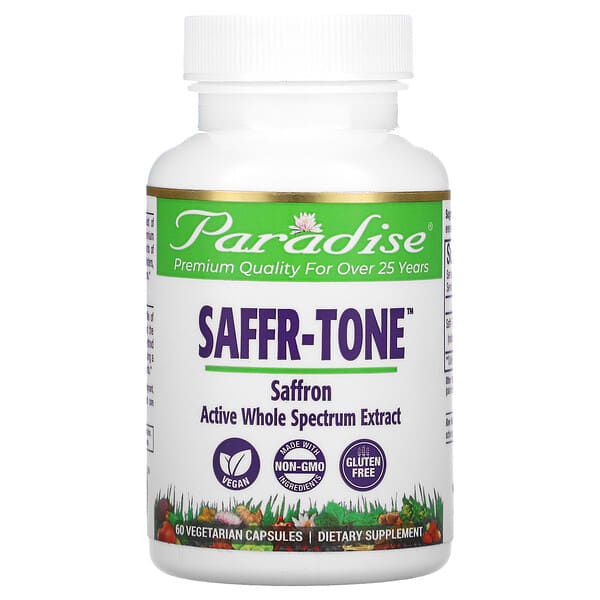 Paradise®
Premium Quality For Over 25 Years
SAFFR-TONE™
Saffron
Active Whole Spectrum Extract
VEGAN
MADE WITH
NON-GMO
INGREDIENTS
GLUTEN
FREE
60 VEGETARIAN CAPSULES | DIETARY SUPPLEMENT